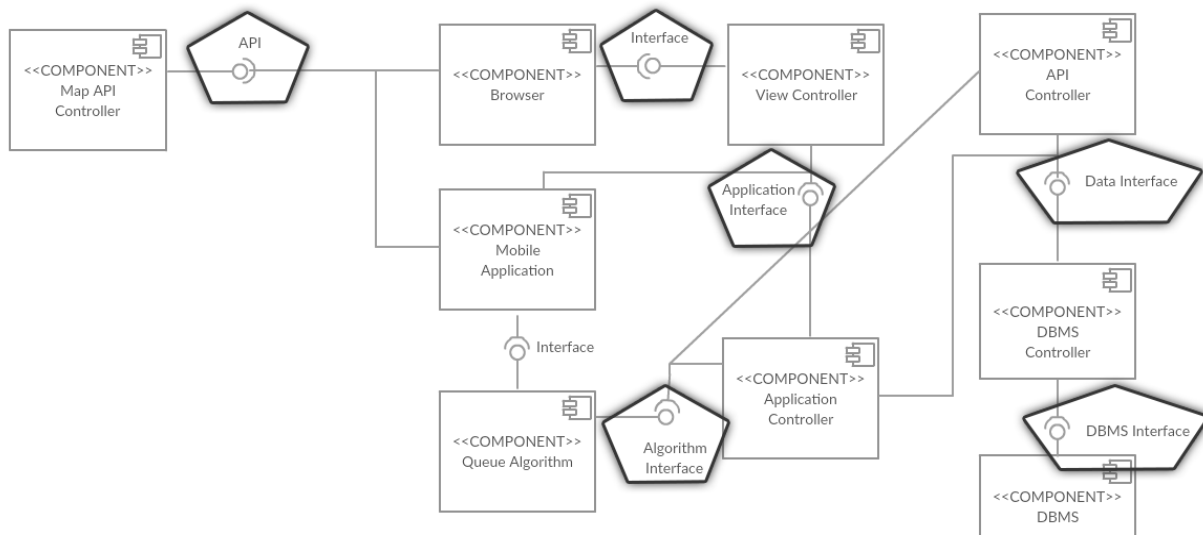 <<COMPONENT>>
Map API
Controller
API
<<COMPONENT>>
Browser
Interface
<<COMPONENT>>
View Controller
<<COMPONENT>>
API
Controller
Application
Interface
Data Interface
<<COMPONENT>>
Mobile
Application
Interface
<<COMPONENT>>
DBMS
Controller
<<COMPONENT>>
Application
Controller
<<COMPONENT>>
Queue Algorithm
Algorithm
Interface
DBMS Interface
<<COMPONENT>>
DBMS